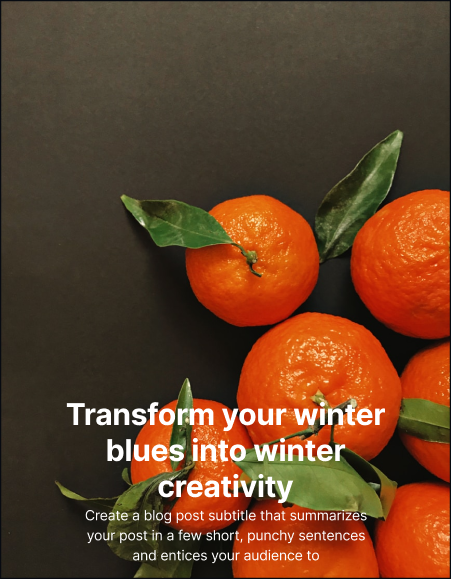 Transform your winter
blues into winter
creativity
Create a blog post subtitle that summarizes
your post in a few short, punchy sentences
and entices your audience to